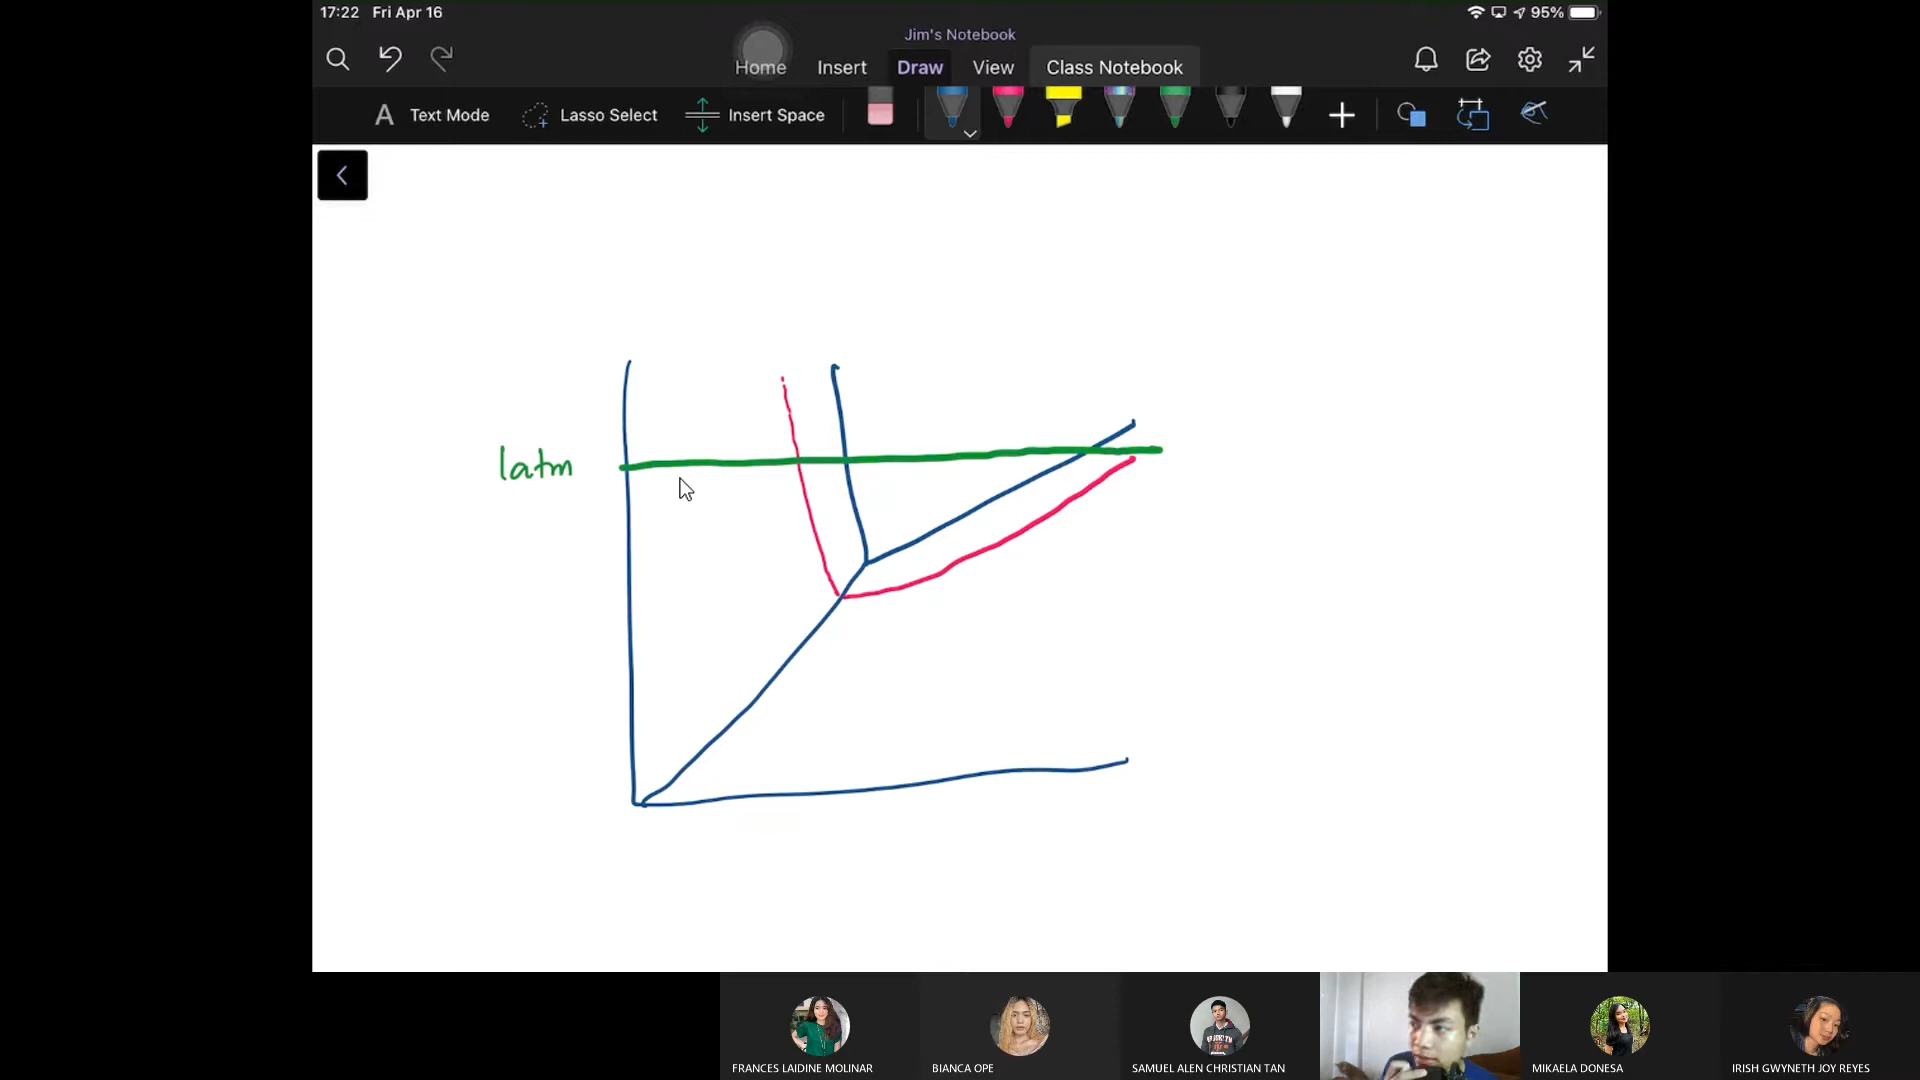 17:22 Fri Apr 16
95%
Jim's Notebook
Home Insert Draw View Class Notebook
A Text Mode Lasso Select Insert Space
1atm
FRANCES LAIDINE MOLINAR
BIANCA OPE
SAMUEL ALEN CHRISTIAN TAN
MIKAELA DONESA
IRISH GWYNETH JOY REYES